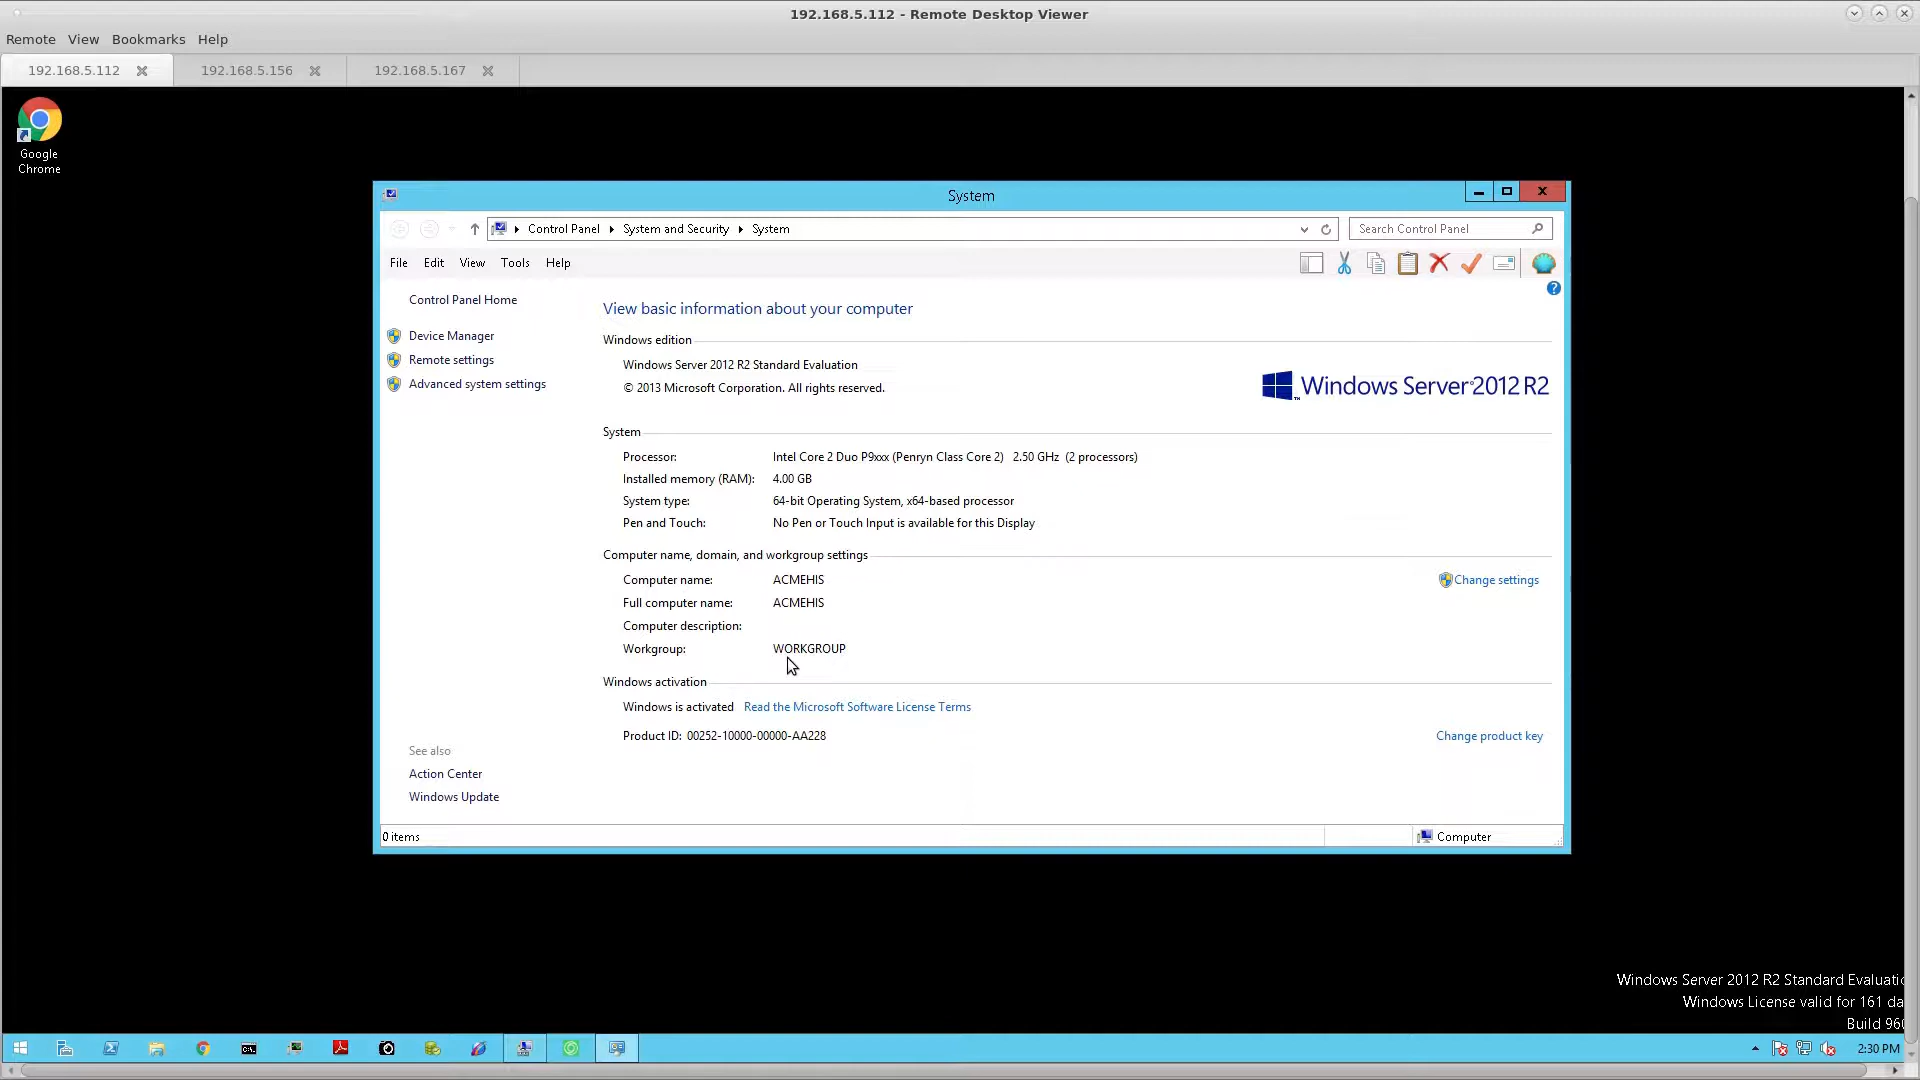 192.168.5.112 - Remote Desktop Viewer
Remote View Bookmarks Help
192.168.5.112 192.168.5.156 192.168.5.167
Google
Chrome
System
Control Panel System and Security System
Search Control Panel
File Edit View Tools Help
Control Panel Home
Device Manager
Remote settings
Advanced system settings
See also
Action Center
Windows Update
View basic information about your computer
Windows edition
Windows Server 2012 R2 Standard Evaluation
© 2013 Microsoft Corporation. All rights reserved.
Windows Server 2012 R2
System
Processor: Intel Core 2 Duo P9xxx (Penryn Class Core 2) 2.50 GHz (2 processors)
Installed memory (RAM): 4.00 GB
System type: 64-bit Operating System, x64-based processor
Pen and Touch: No Pen or Touch Input is available for this Display
Computer name, domain, and workgroup settings
Computer name: ACMEHIS
Change settings
Full computer name: ACMEHIS
Computer description:
Workgroup: WORKGROUP
Windows activation
Windows is activated Read the Microsoft Software License Terms
Product ID: 00252-10000-00000-AA228
Change product key
0 items
Computer
Windows Server 2012 R2 Standard Evaluatio
Windows License valid for 161 da
Build 960
2:30 PM